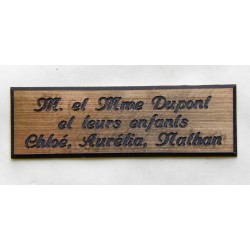 M. et Mme Dupont
et leurs enfants
Chloé, Aurélia, Nathan